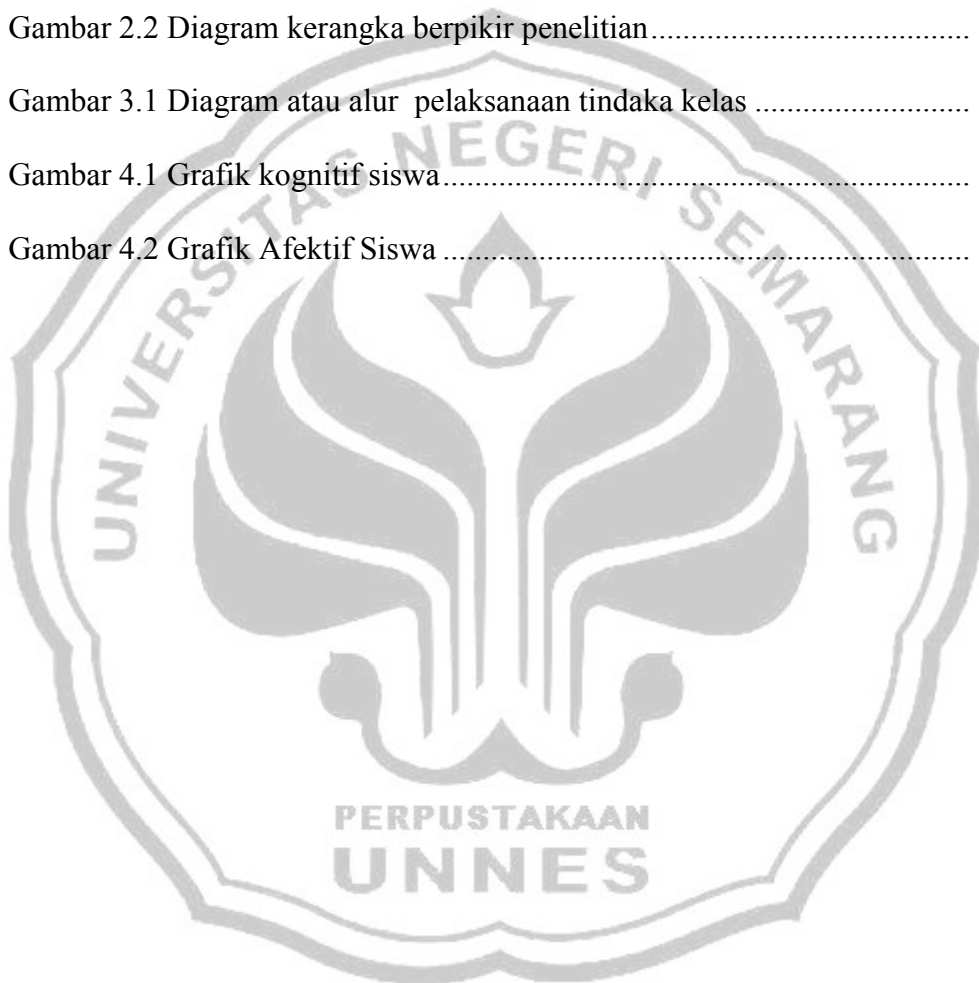 Gambar 2.2 Diagram kerangka berpikir penelitian........................................
Gambar 3.1 Diagram atau alur  pelaksanaan tindaka kelas ...........................
Gambar 4.1 Grafik kognitif siswa..................................................................
Gambar 4.2 Grafik Afektif Siswa ..................................................................
UNIVERSITAS NEGERI SEMARANG
PERPUSTAKAAN
UNNES